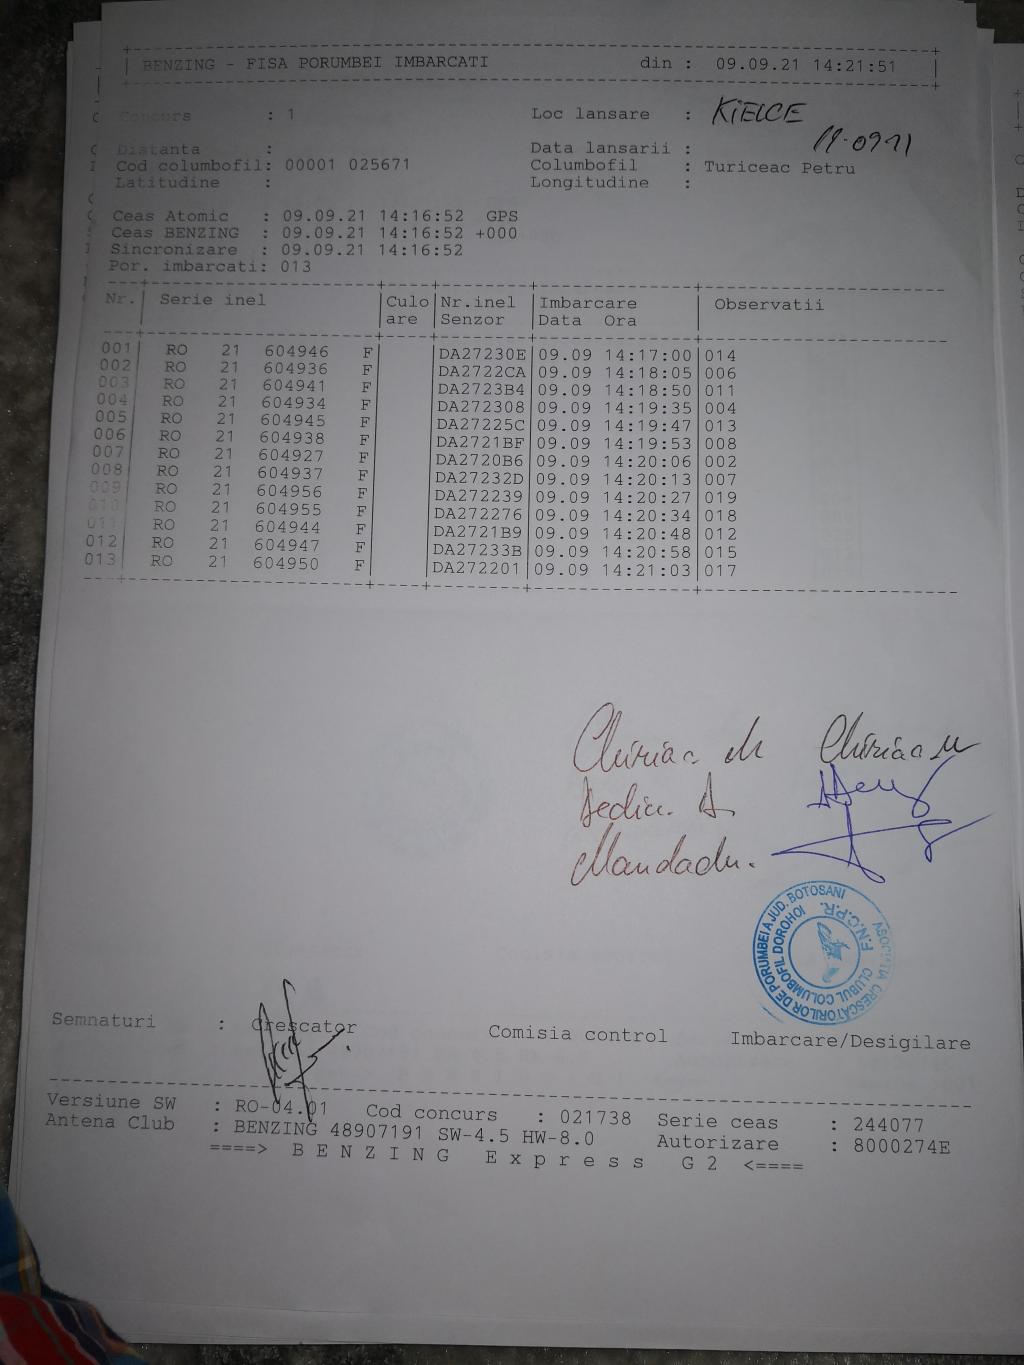 BENZING - FISA PORUMBEI IMBARCATI din : 09.09.21 14:21:51
Concurs : 1 Loc lansare : KIELCE
Distanta : Data lansarii : 11-0921
Cod columbofil: 00001 025671 Columbofil : Turiceac Petru
Latitudine : Longitudine :
Ceas Atomic : 09.09.21 14:16:52 GPS
Ceas BENZING : 09.09.21 14:16:52 +000
Sincronizare : 09.09.21 14:16:52
Por. imbarcati: 013
Nr. Serie inel Culo Nr.inel Imbarcare Observatii
are Senzor Data Ora
001 RO 21 604946 F DA27230E 09.09 14:17:00 014
002 RO 21 604936 F DA2722CA 09.09 14:18:05 006
003 RO 21 604941 F DA2723B4 09.09 14:18:50 011
004 RO 21 604934 F DA272308 09.09 14:19:35 004
005 RO 21 604945 F DA27225C 09.09 14:19:47 013
006 RO 21 604938 F DA2721BF 09.09 14:19:53 008
007 RO 21 604927 F DA2720B6 09.09 14:20:06 002
008 RO 21 604937 F DA27232D 09.09 14:20:13 007
009 RO 21 604956 F DA272239 09.09 14:20:27 019
010 RO 21 604955 F DA272276 09.09 14:20:34 018
011 RO 21 604944 F DA2721B9 09.09 14:20:48 012
012 RO 21 604947 F DA27233B 09.09 14:20:58 015
013 RO 21 604950 F DA272201 09.09 14:21:03 017
Chiriac M Chiriac M
ASOCIATIA CRESCĂTORILOR DE PORUMBEI A JUD. BOTOSANI
CLUBUL COLUMBOFIL DOROHOI
F.N.C.P.R.
Semnaturi : Crescator Comisia control Imbarcare/Desigilare
Versiune SW : RO-04.01 Cod concurs : 021738 Serie ceas : 244077
Antena Club : BENZING 48907191 SW-4.5 HW-8.0 Autorizare : 8000274E
====> B E N Z I N G E x p r e s s G 2 <====